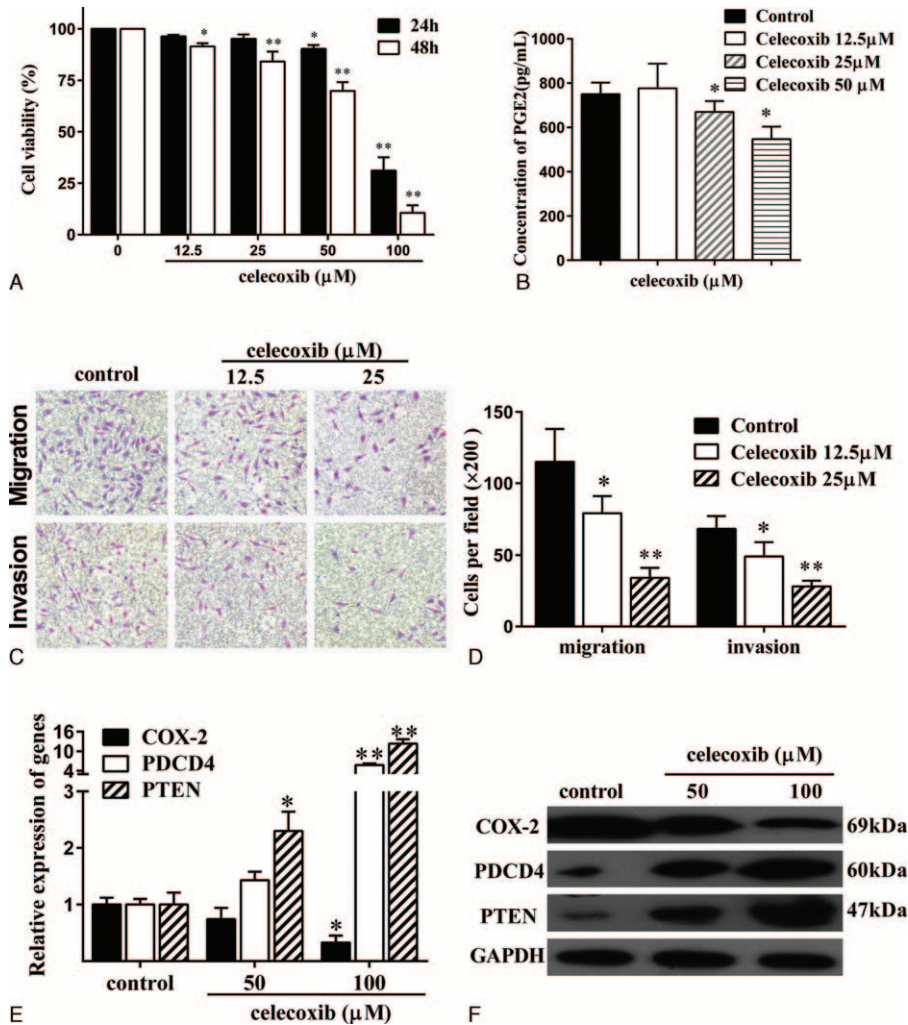 Cell viability (%)
100
75
50
25
0
* ** * ** ** **
24h
48h
0 12.5 25 50 100
celecoxib (μM)
A
Concentration of PGE2(pg/mL)
800
600
400
200
0
* *
Control
Celecoxib 12.5μM
Celecoxib 25μM
Celecoxib 50 μM
celecoxib (μM)
B
celecoxib (μM)
control 12.5 25
Migration
Invasion
C
Cells per field (×200 )
150
100
50
0
* ** * **
Control
Celecoxib 12.5μM
Celecoxib 25μM
migration invasion
D
Relative expression of genes
16
10
4
3
2
1
COX-2
PDCD4
PTEN
* * ** **
control 50 100
celecoxib (μM)
E
celecoxib (μM)
control 50 100
COX-2 69kDa
PDCD4 60kDa
PTEN 47kDa
GAPDH
F